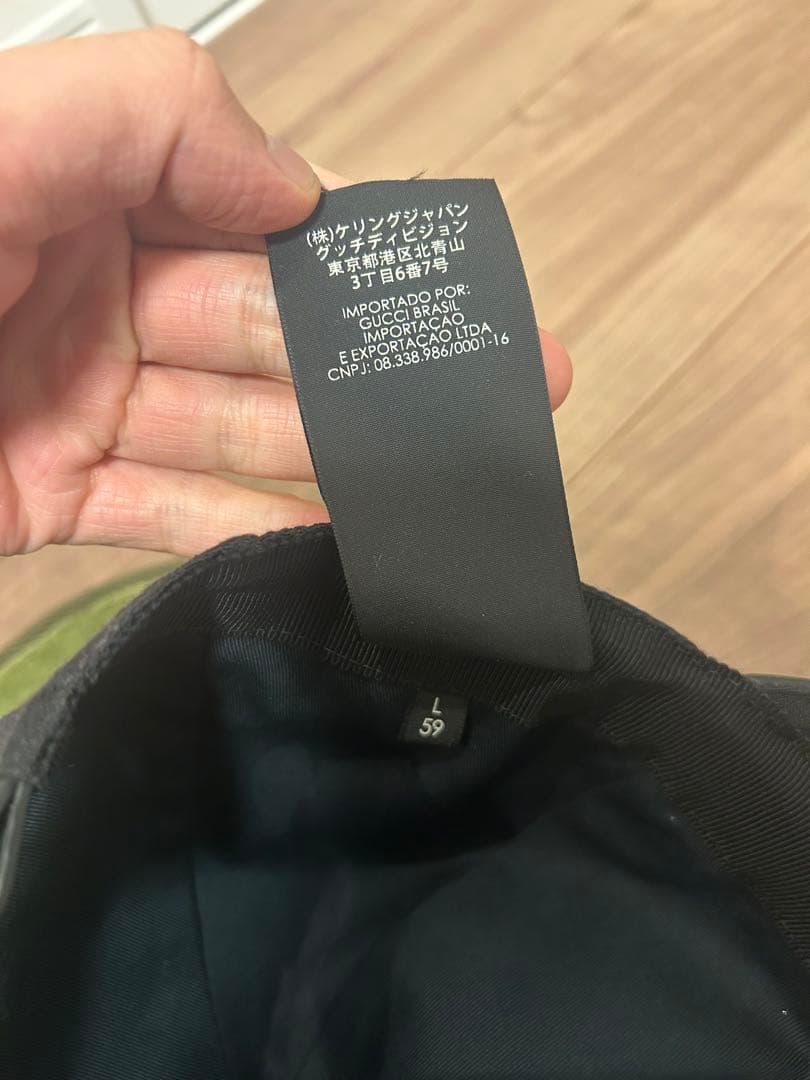 (株)ケリングジャパン
グッチディビジョン
東京都港区北青山
3丁目6番7号
IMPORTADO POR:
GUCCI BRASIL
IMPORTAÇAO
E EXPORTAÇAO LTDA
CNPJ: 08.338.986/0001-16
L
59